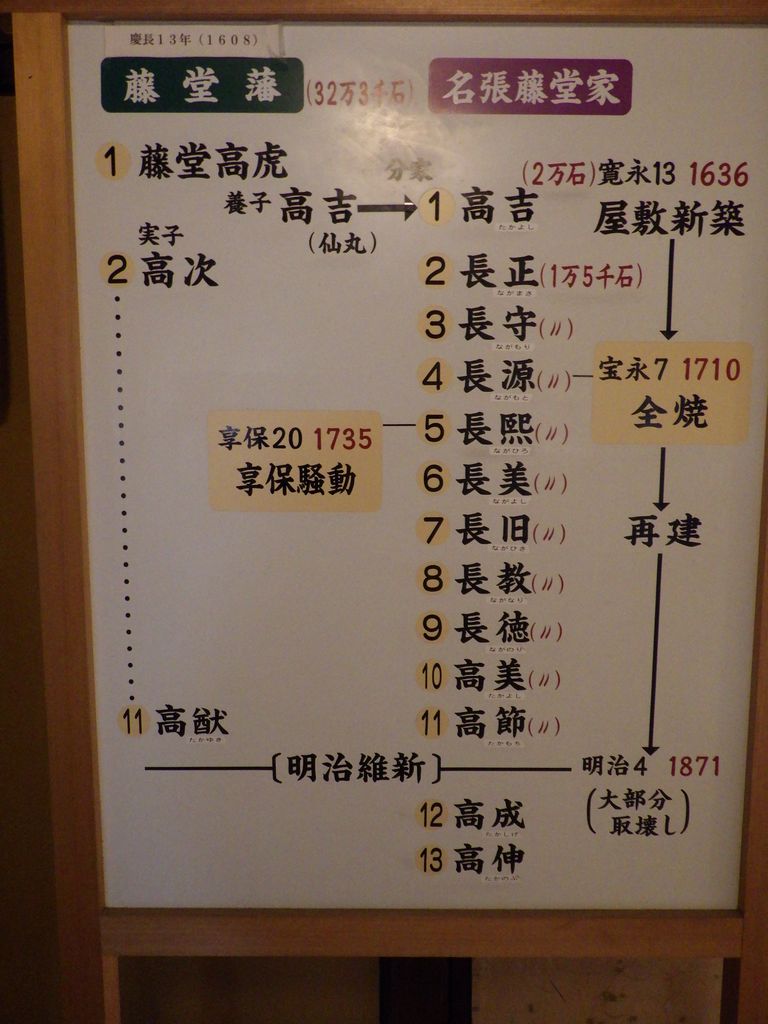 慶長13年(1608)
藤堂藩 (32万3千石) 名張藤堂家
1 藤堂高虎 分家 (2万石) 寛永13 1636
養子 高吉 → 1 高吉 屋敷新築
たかよし
(仙丸)
実子
2 高次 2 長正 (1万5千石)
ながまさ
3 長守 (〃)
ながもり
4 長源 (〃) 宝永7 1710
ながもと
全焼
享保20 1735 5 長熙 (〃)
ながひろ
享保騒動
6 長美 (〃)
ながよし
7 長旧 (〃) 再建
ながひさ
8 長教 (〃)
ながなり
9 長徳 (〃)
ながのり
10 高美 (〃)
たかよし
11 高猷 11 高節 (〃)
たかゆき たかもち
〔明治維新〕 明治4 1871
(大部分
取壊し)
12 高成
たかしげ
13 高伸
たかのぶ